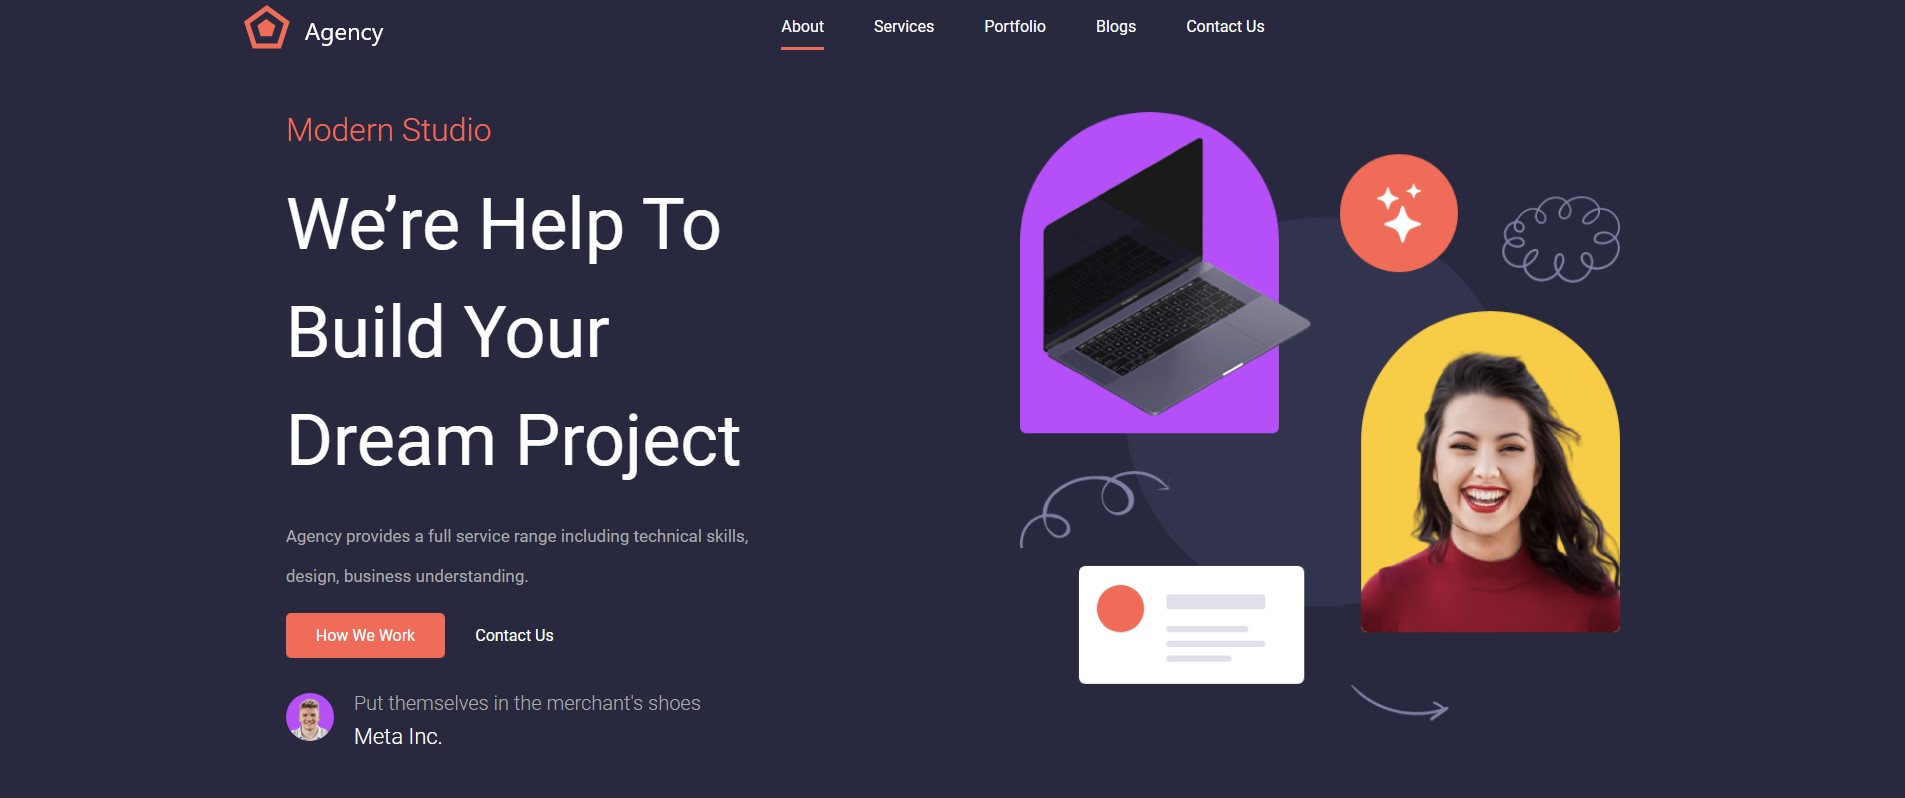 Agency
About Services Portfolio Blogs Contact Us
Modern Studio
We’re Help To
Build Your
Dream Project
Agency provides a full service range including technical skills,
design, business understanding.
How We Work Contact Us
Put themselves in the merchant's shoes
Meta Inc.